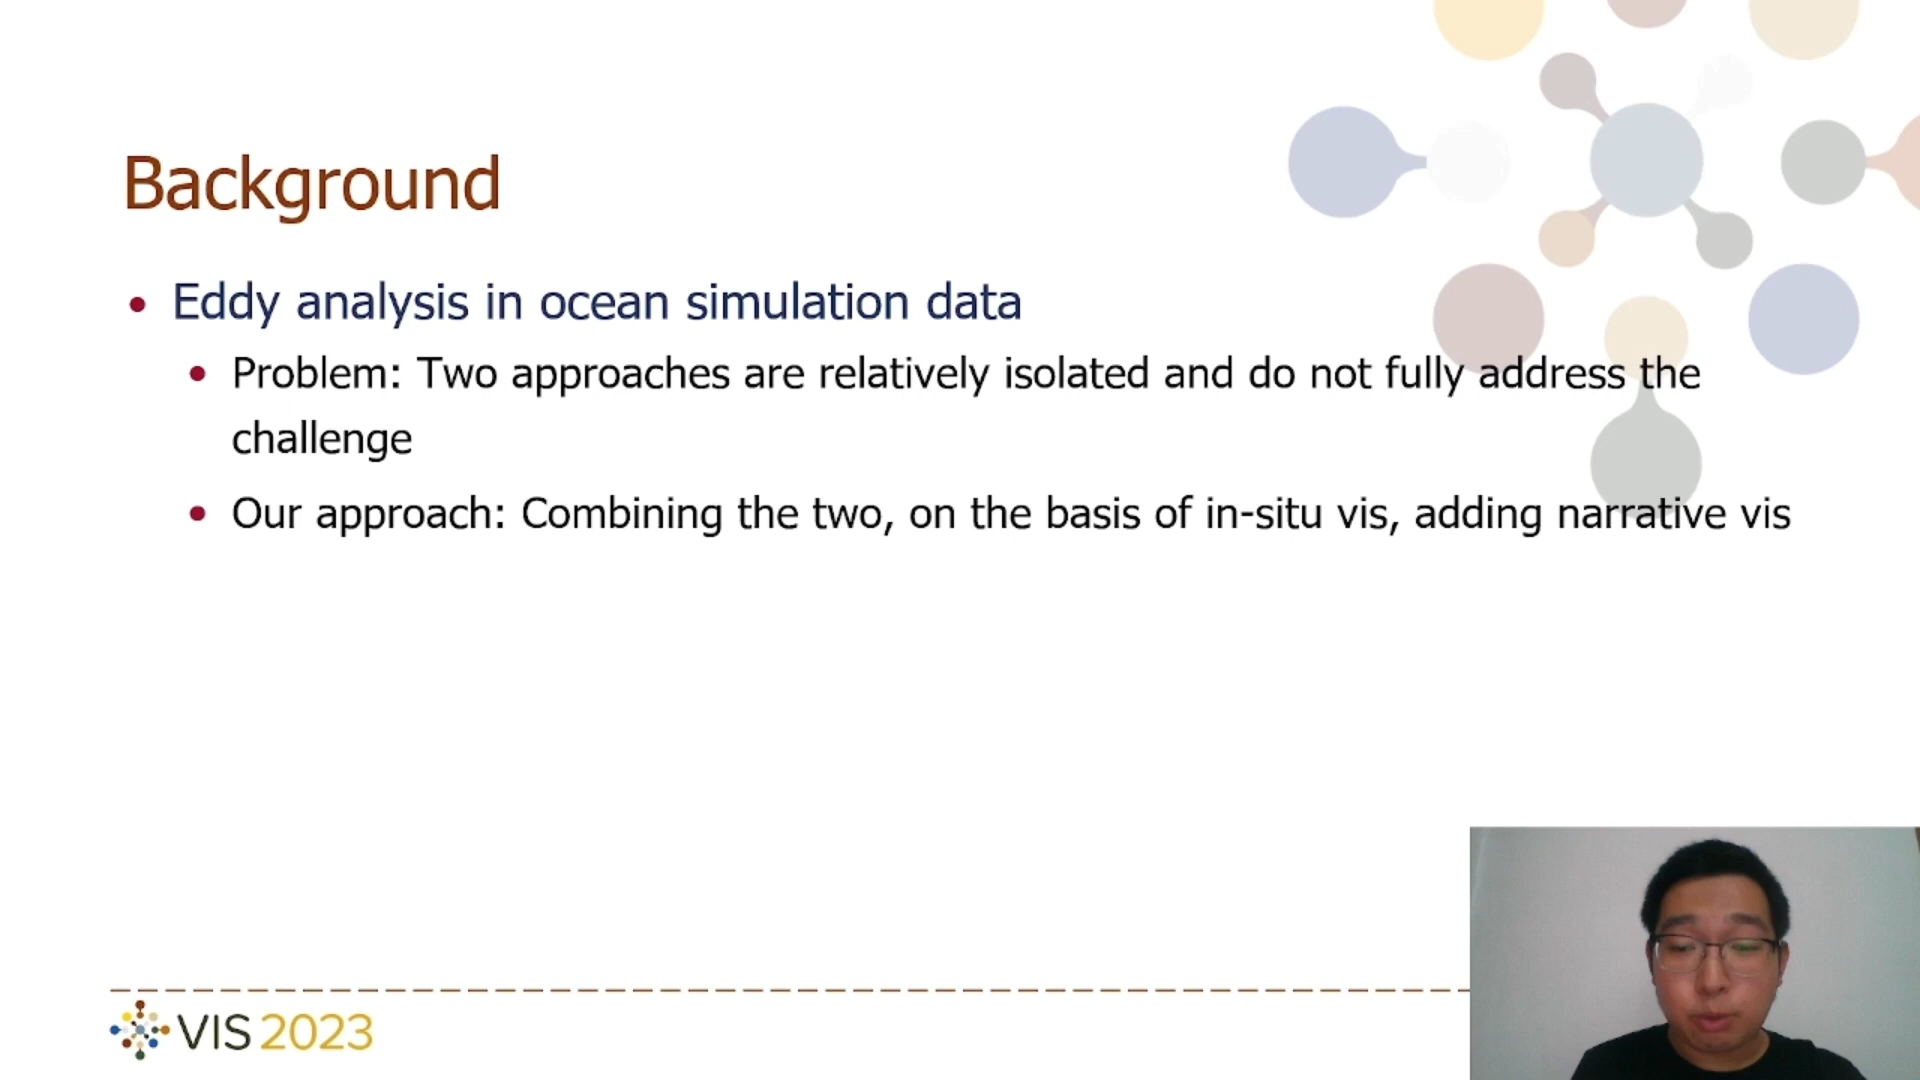 Background
Eddy analysis in ocean simulation data
Problem: Two approaches are relatively isolated and do not fully address the
challenge
Our approach: Combining the two, on the basis of in-situ vis, adding narrative vis
VIS 2023